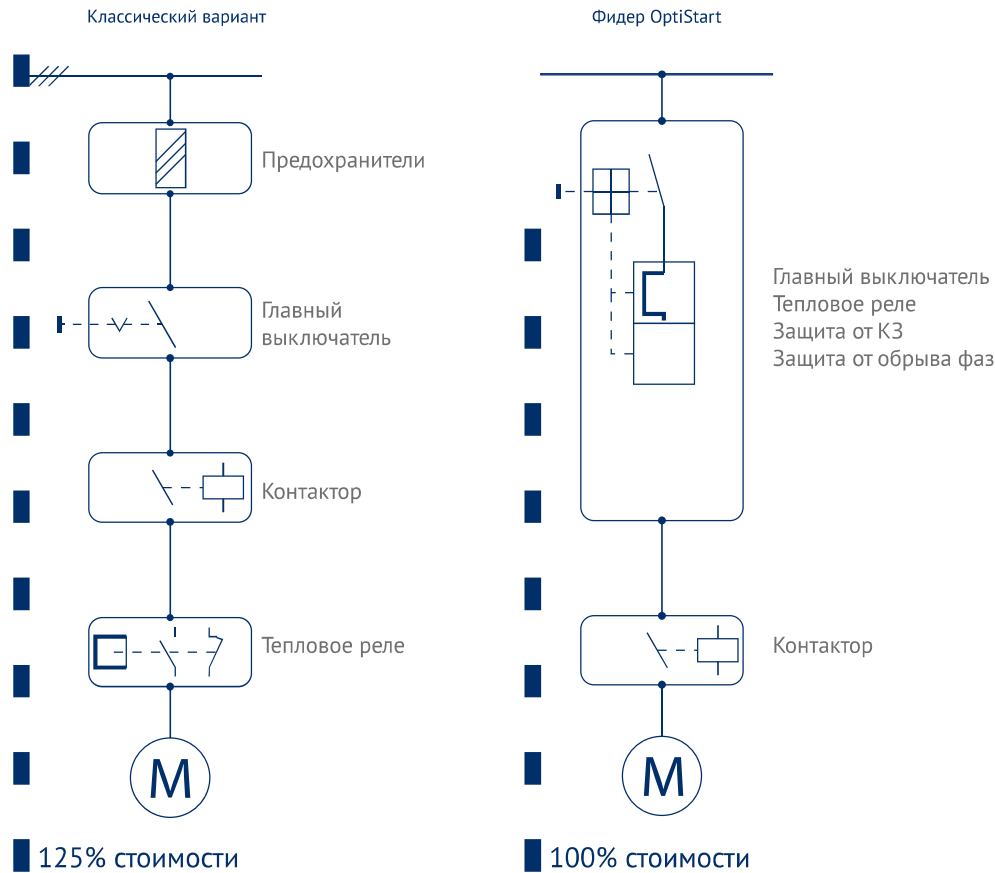 Классический вариант
Предохранители
Главный
выключатель
Контактор
Тепловое реле
M
125% стоимости
Фидер OptiStart
Главный выключатель
Тепловое реле
Защита от КЗ
Защита от обрыва фаз
Контактор
M
100% стоимости